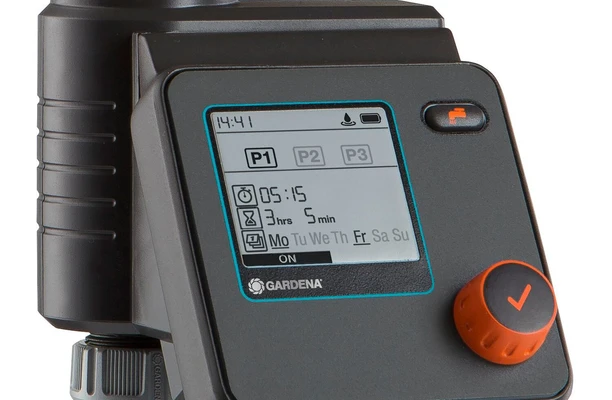 14:41
P1 P2 P3
05:15
3hrs 5min
Mo Tu We Th Fr Sa Su
ON
GARDENA